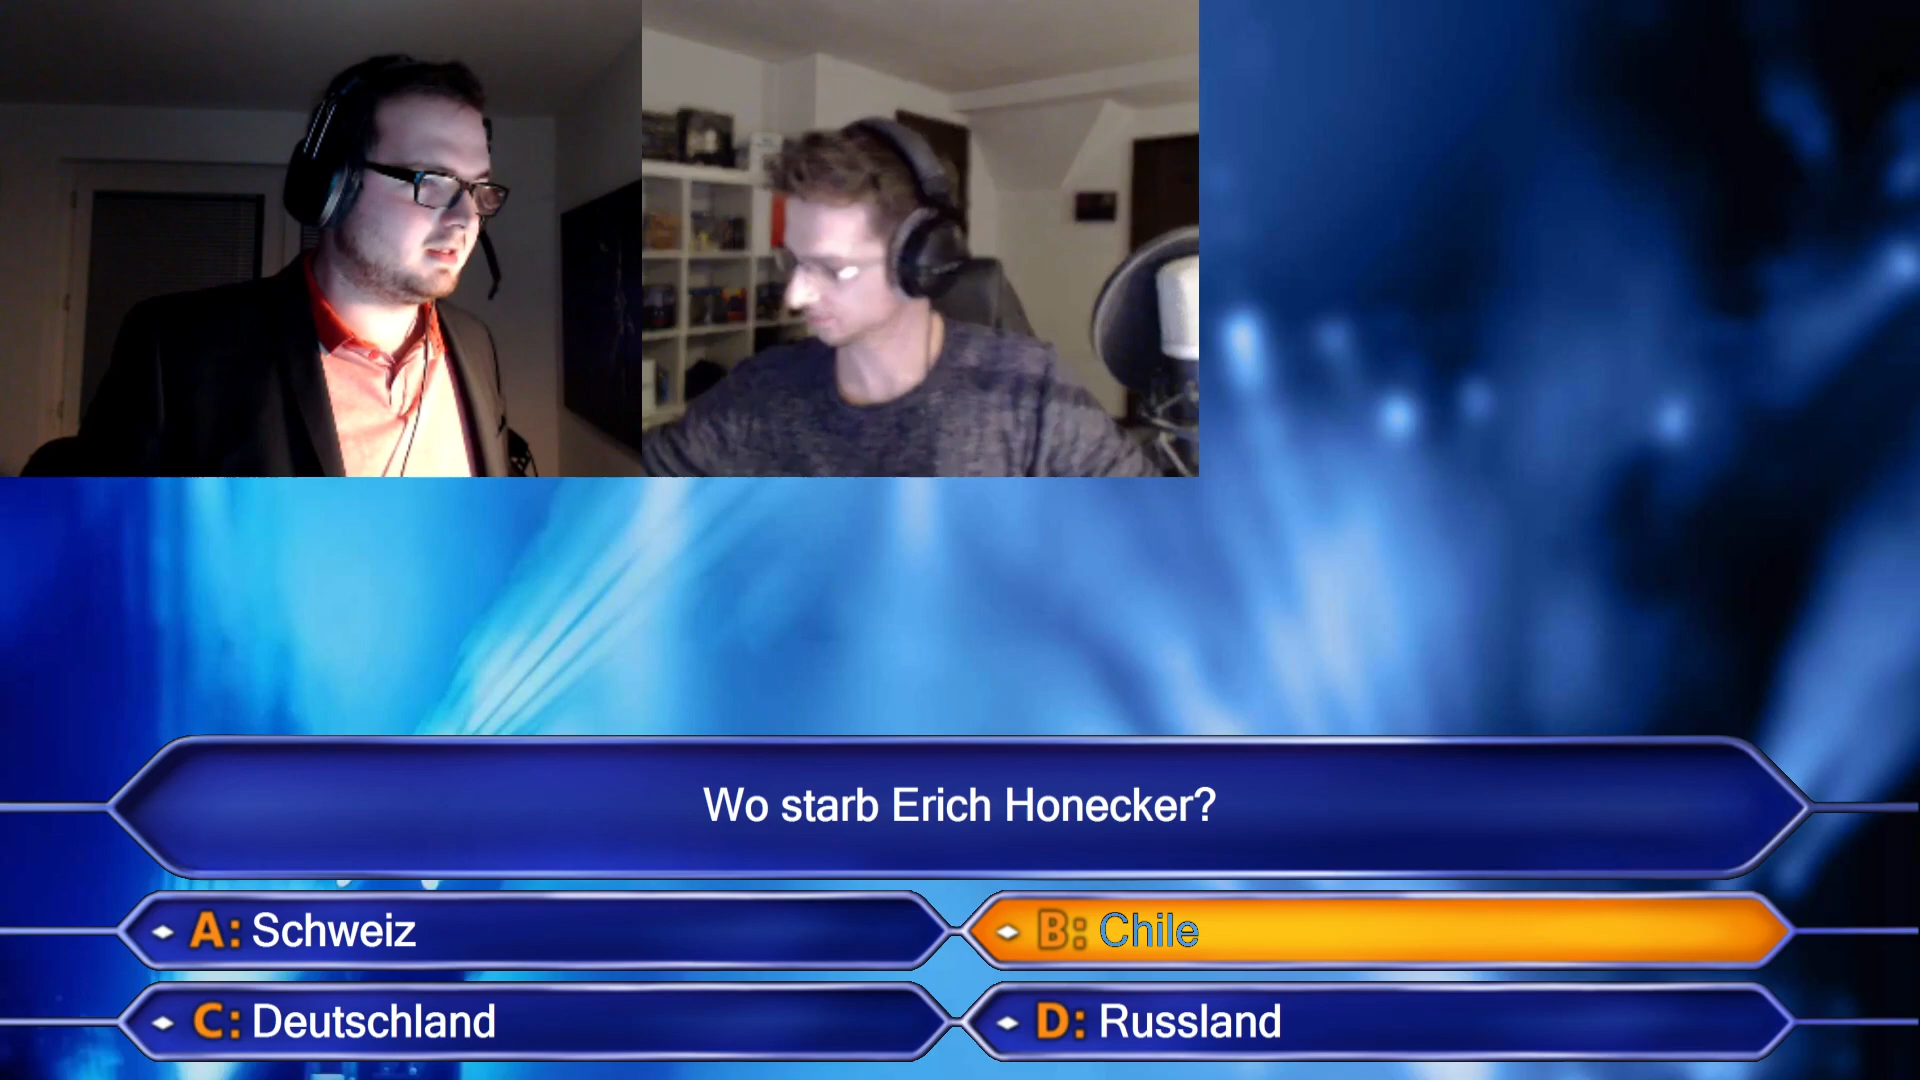 Wo starb Erich Honecker?
A: Schweiz
B: Chile
C: Deutschland
D: Russland